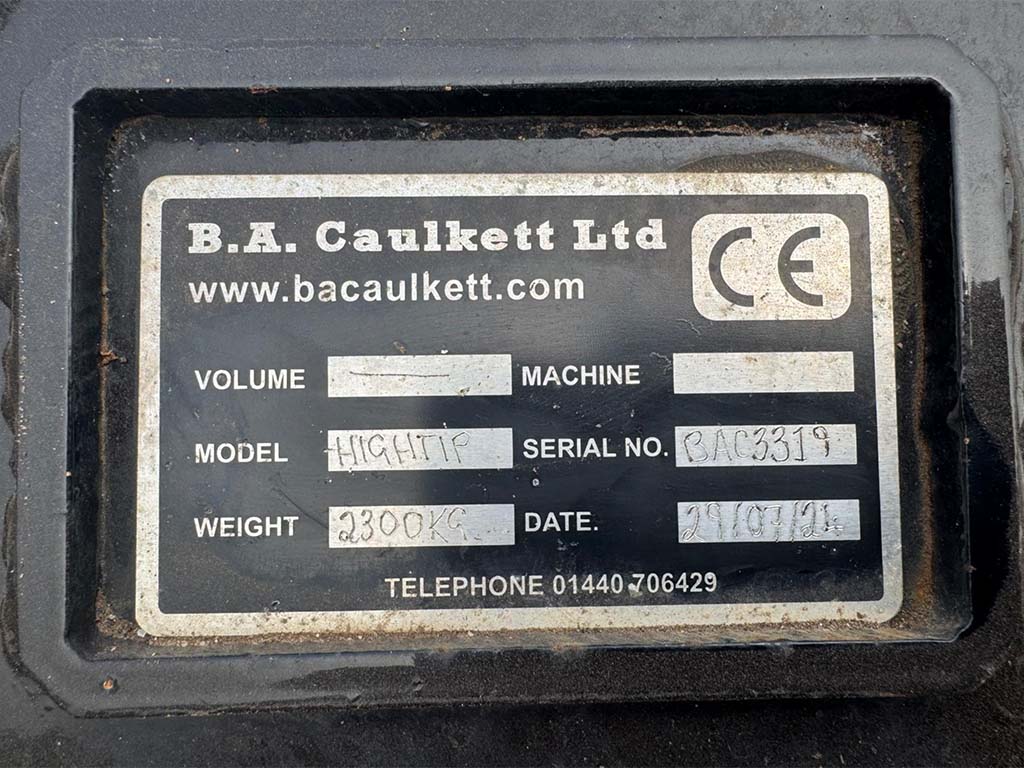 B.A. Caulkett Ltd CE
www.bacaulkett.com
VOLUME — MACHINE
MODEL HIGHTIP SERIAL NO. BAC3319
WEIGHT 2300KG DATE. 29/07/24
TELEPHONE 01440 706429